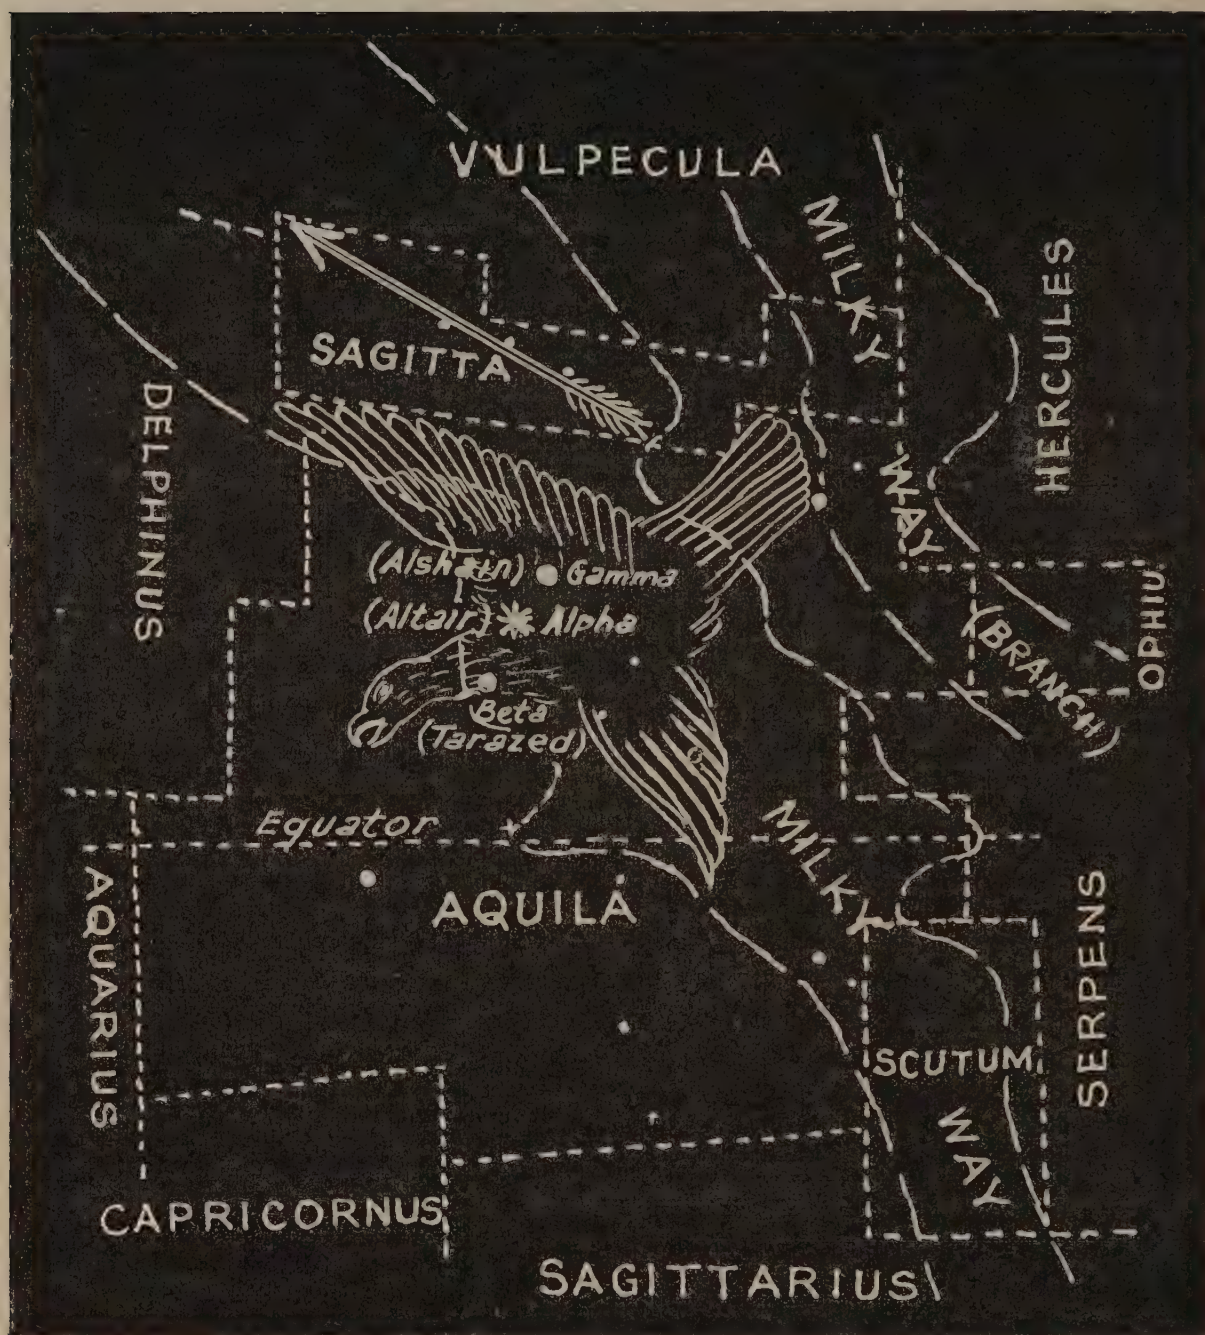 VULPECULA
MILKY
WAY
(BRANCH)
HERCULES
SAGITTA
DELPHINUS
(Alshain) Gamma
(Altair) Alpha
OPHIU
Beta
(Tarazed)
Equator
MILKY
WAY
AQUILA
AQUARIUS
SERPENS
SCUTUM
CAPRICORNUS
SAGITTARIUS